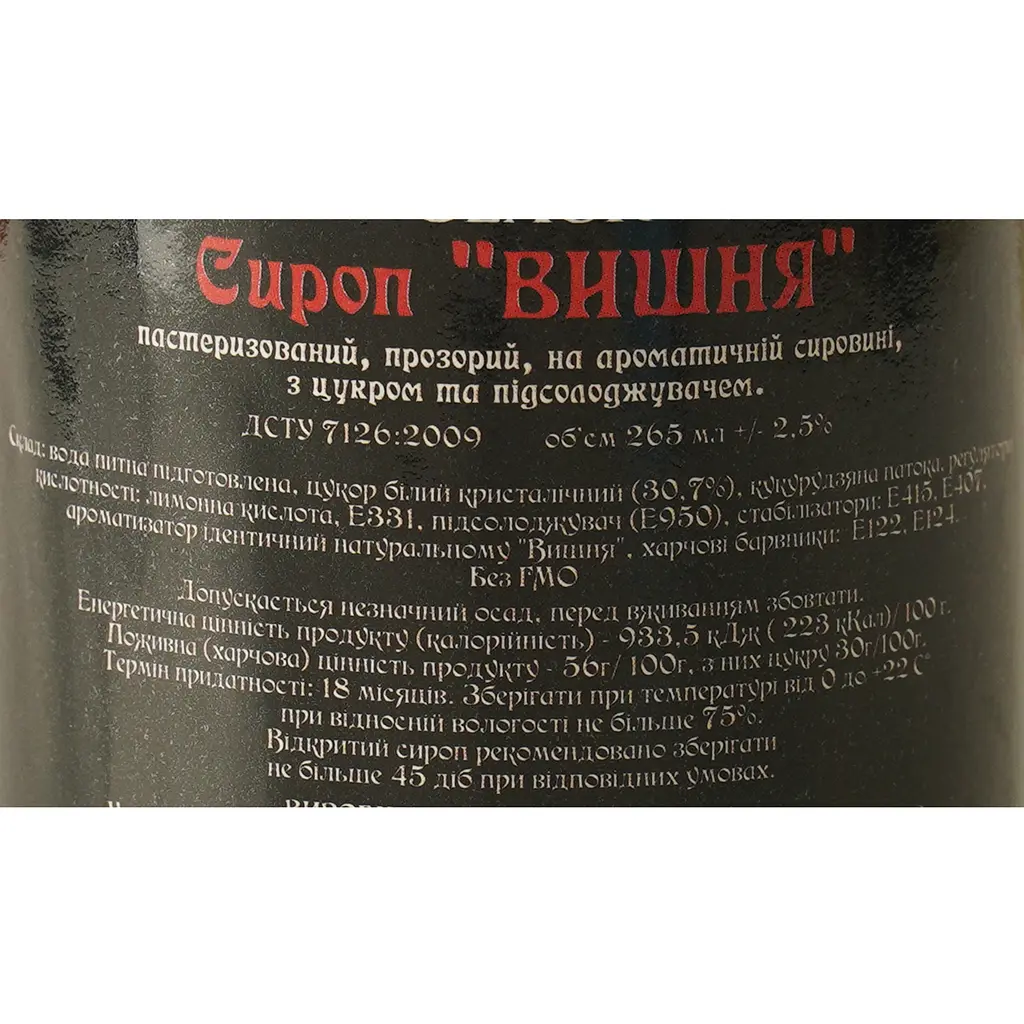 Сироп "ВИШНЯ"
пастеризований, прозорий, на ароматичній сировині,
з цукром та підсолоджувачем.
ДСТУ 7126:2009 об'єм 265 мл +/- 2,5%
Склад: вода питна підготовлена, цукор білий кристалічний (30,7%), кукурудзяна патока, регулятори
кислотності: лимонна кислота, Е331, підсолоджувач (Е950), стабілізатори: Е415, Е407,
ароматизатор ідентичний натуральному "Вишня", харчові барвники: Е122, Е124.
Без ГМО
Допускається незначний осад, перед вживанням збовтати.
Енергетична цінність продукту (калорійність) - 933,5 кДж ( 223 кКал)/100 г.
Поживна (харчова) цінність продукту - 56г/100г, з них цукру 30г/100г.
Термін придатності: 18 місяців. Зберігати при температурі від 0 до +22 С°
при відносній вологості не більше 75%.
Відкритий сироп рекомендовано зберігати
не більше 45 діб при відповідних умовах.